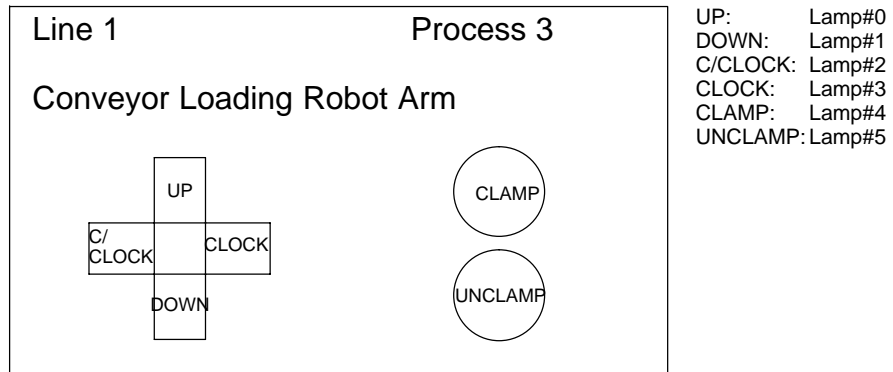 Line 1 Process 3
Conveyor Loading Robot Arm
UP
C/
CLOCK
CLOCK
DOWN
CLAMP
UNCLAMP
UP: Lamp#0
DOWN: Lamp#1
C/CLOCK: Lamp#2
CLOCK: Lamp#3
CLAMP: Lamp#4
UNCLAMP: Lamp#5